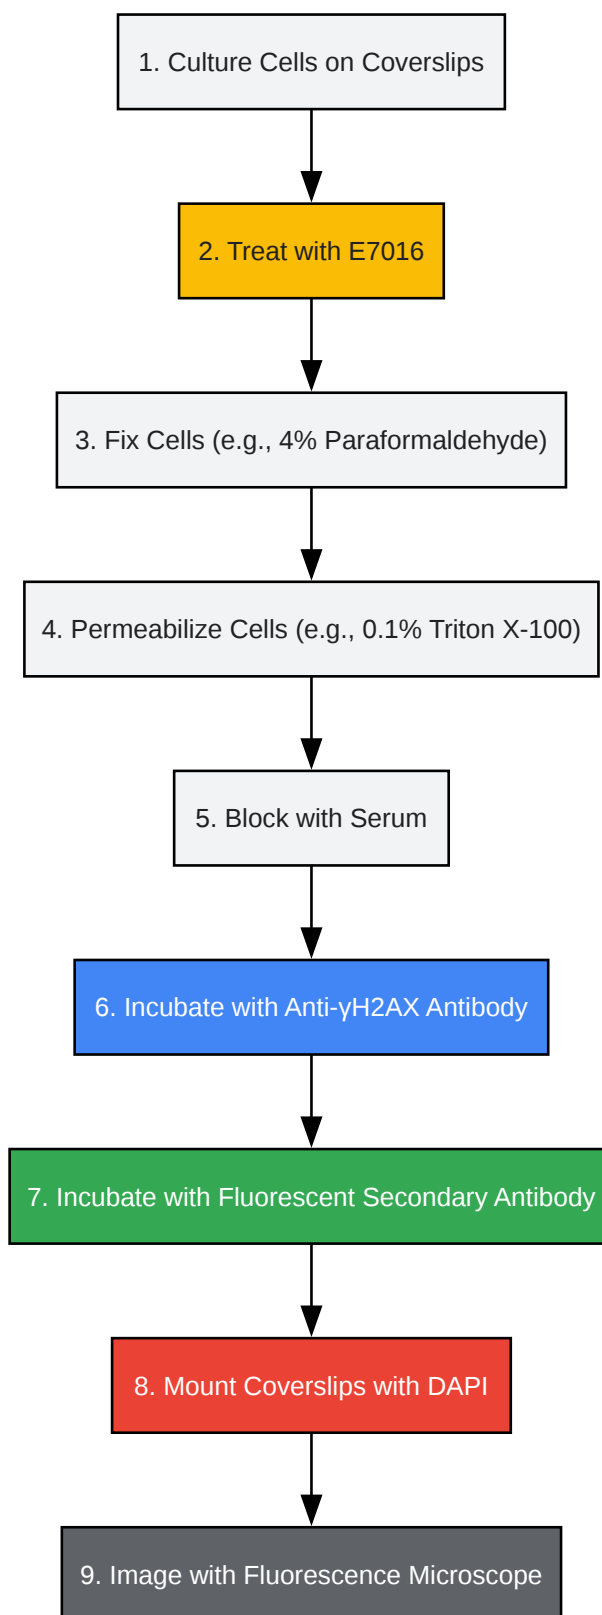 1. Culture Cells on Coverslips
2. Treat with E7016
3. Fix Cells (e.g., 4% Paraformaldehyde)
4. Permeabilize Cells (e.g., 0.1% Triton X-100)
5. Block with Serum
6. Incubate with Anti-γH2AX Antibody
7. Incubate with Fluorescent Secondary Antibody
8. Mount Coverslips with DAPI
9. Image with Fluorescence Microscope